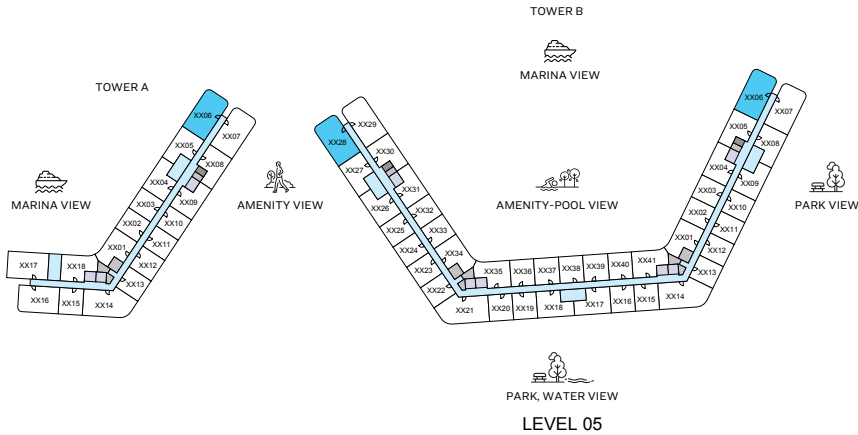 TOWER B
MARINA VIEW
TOWER A
XX06
XX07
XX05
XX08
XX04
XX09
XX03
XX10
XX02
XX11
XX01
XX12
XX13
XX18
XX17
XX16
XX15
XX14
MARINA VIEW
AMENITY VIEW
XX29
XX28
XX30
XX27
XX31
XX26
XX32
XX25
XX33
XX24
XX34
XX23
XX22
XX21
XX35
XX36
XX37
XX38
XX39
XX40
XX41
XX20
XX19
XX18
XX17
XX16
XX15
XX14
XX06
XX07
XX05
XX08
XX04
XX09
XX03
XX10
XX02
XX11
XX01
XX12
XX13
AMENITY-POOL VIEW
PARK VIEW
PARK, WATER VIEW
LEVEL 05